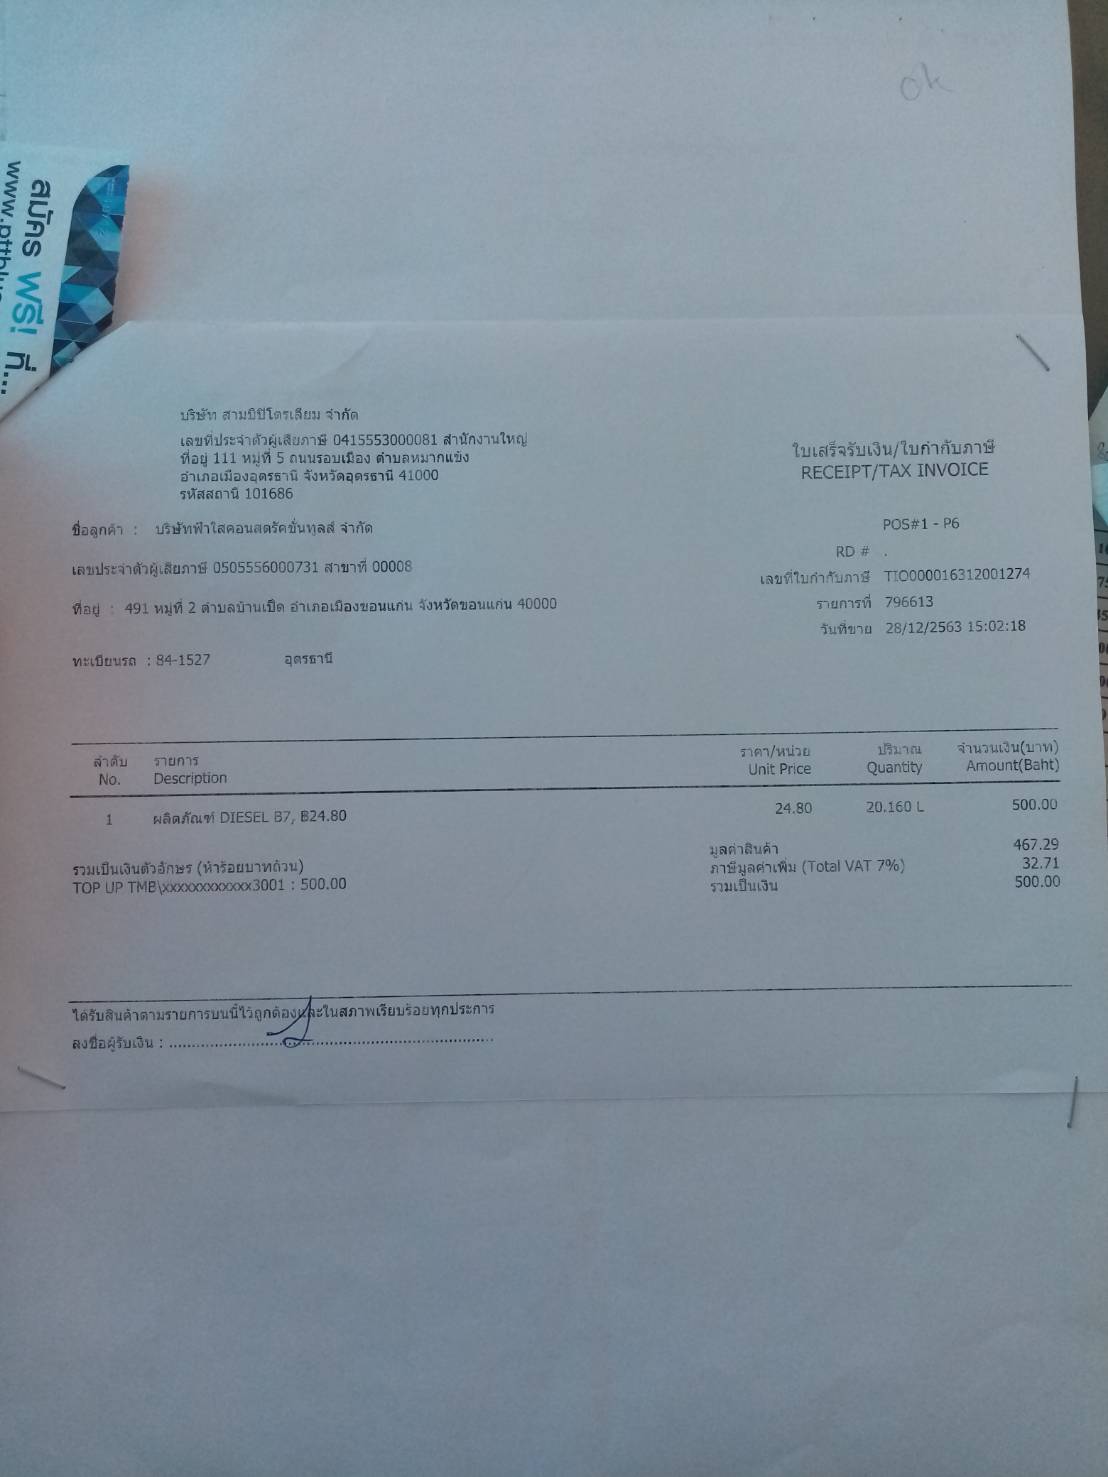 ok
สมัคร ฟรี! ที่...
บริษัท สามบีปิโตรเลียม จำกัด
เลขที่ประจำตัวผู้เสียภาษี 0415553000081 สำนักงานใหญ่
ที่อยู่ 111 หมู่ที่ 5 ถนนรอบเมือง ตำบลหมากแข้ง
อำเภอเมืองอุดรธานี จังหวัดอุดรธานี 41000
รหัสสถานี 101686
ใบเสร็จรับเงิน/ใบกำกับภาษี
RECEIPT/TAX INVOICE
ชื่อลูกค้า : บริษัทฟ้าใสคอนสตรัคชั่นทูลส์ จำกัด
POS#1 - P6
RD # .
เลขประจำตัวผู้เสียภาษี 0505556000731 สาขาที่ 00008
เลขที่ใบกำกับภาษี TIO000016312001274
ที่อยู่ : 491 หมู่ที่ 2 ตำบลบ้านเป็ด อำเภอเมืองขอนแก่น จังหวัดขอนแก่น 40000
รายการที่ 796613
วันที่ขาย 28/12/2563 15:02:18
ทะเบียนรถ : 84-1527 อุดรธานี
ลำดับ รายการ ราคา/หน่วย ปริมาณ จำนวนเงิน(บาท)
No. Description Unit Price Quantity Amount(Baht)
1 ผลิตภัณฑ์ DIESEL B7, B24.80 24.80 20.160 L 500.00
มูลค่าสินค้า 467.29
รวมเป็นเงินตัวอักษร (ห้าร้อยบาทถ้วน) ภาษีมูลค่าเพิ่ม (Total VAT 7%) 32.71
TOP UP TMB\xxxxxxxxxxxx3001 : 500.00 รวมเป็นเงิน 500.00
ได้รับสินค้าตามรายการบนนี้ไว้ถูกต้องและในสภาพเรียบร้อยทุกประการ
ลงชื่อผู้รับเงิน : ................................................................